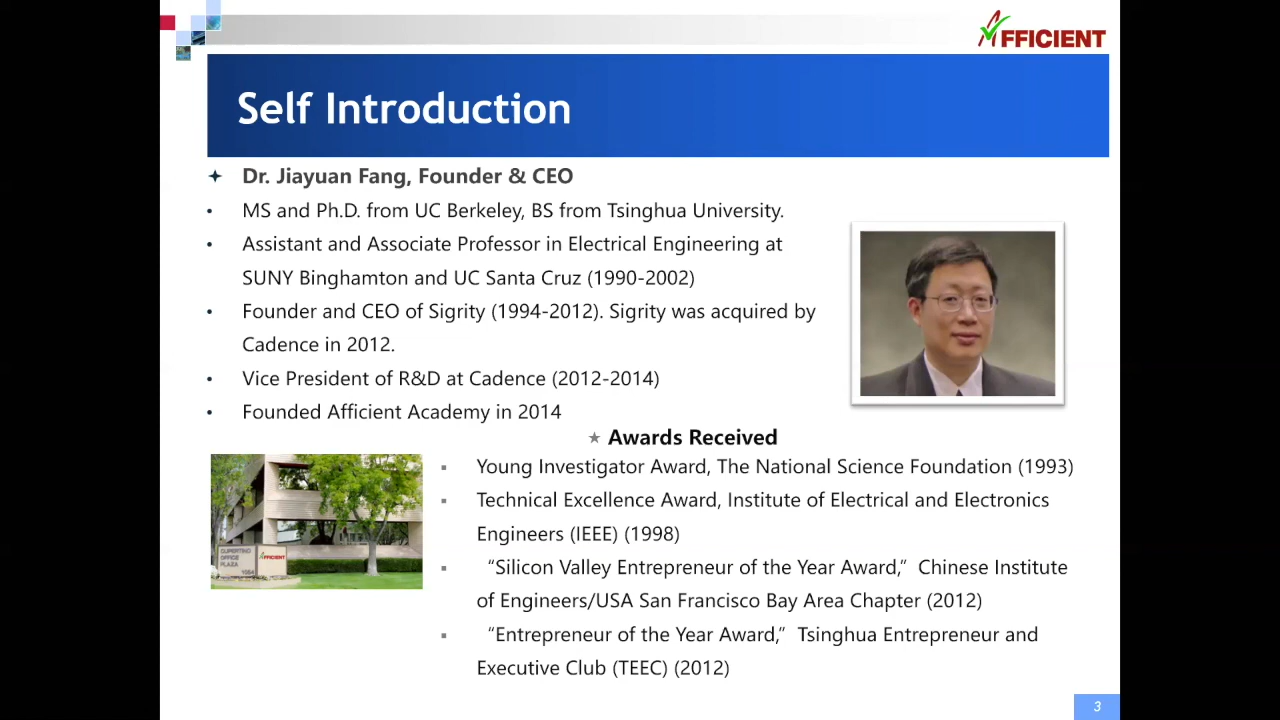 AFFICIENT
Self Introduction
Dr. Jiayuan Fang, Founder & CEO
• MS and Ph.D. from UC Berkeley, BS from Tsinghua University.
• Assistant and Associate Professor in Electrical Engineering at
SUNY Binghamton and UC Santa Cruz (1990-2002)
• Founder and CEO of Sigrity (1994-2012). Sigrity was acquired by
Cadence in 2012.
• Vice President of R&D at Cadence (2012-2014)
• Founded Afficient Academy in 2014
★ Awards Received
▪ Young Investigator Award, The National Science Foundation (1993)
▪ Technical Excellence Award, Institute of Electrical and Electronics
Engineers (IEEE) (1998)
▪ “Silicon Valley Entrepreneur of the Year Award,” Chinese Institute
of Engineers/USA San Francisco Bay Area Chapter (2012)
▪ “Entrepreneur of the Year Award,” Tsinghua Entrepreneur and
Executive Club (TEEC) (2012)
CUPERTINO
OFFICE
PLAZA
AFFICIENT
3